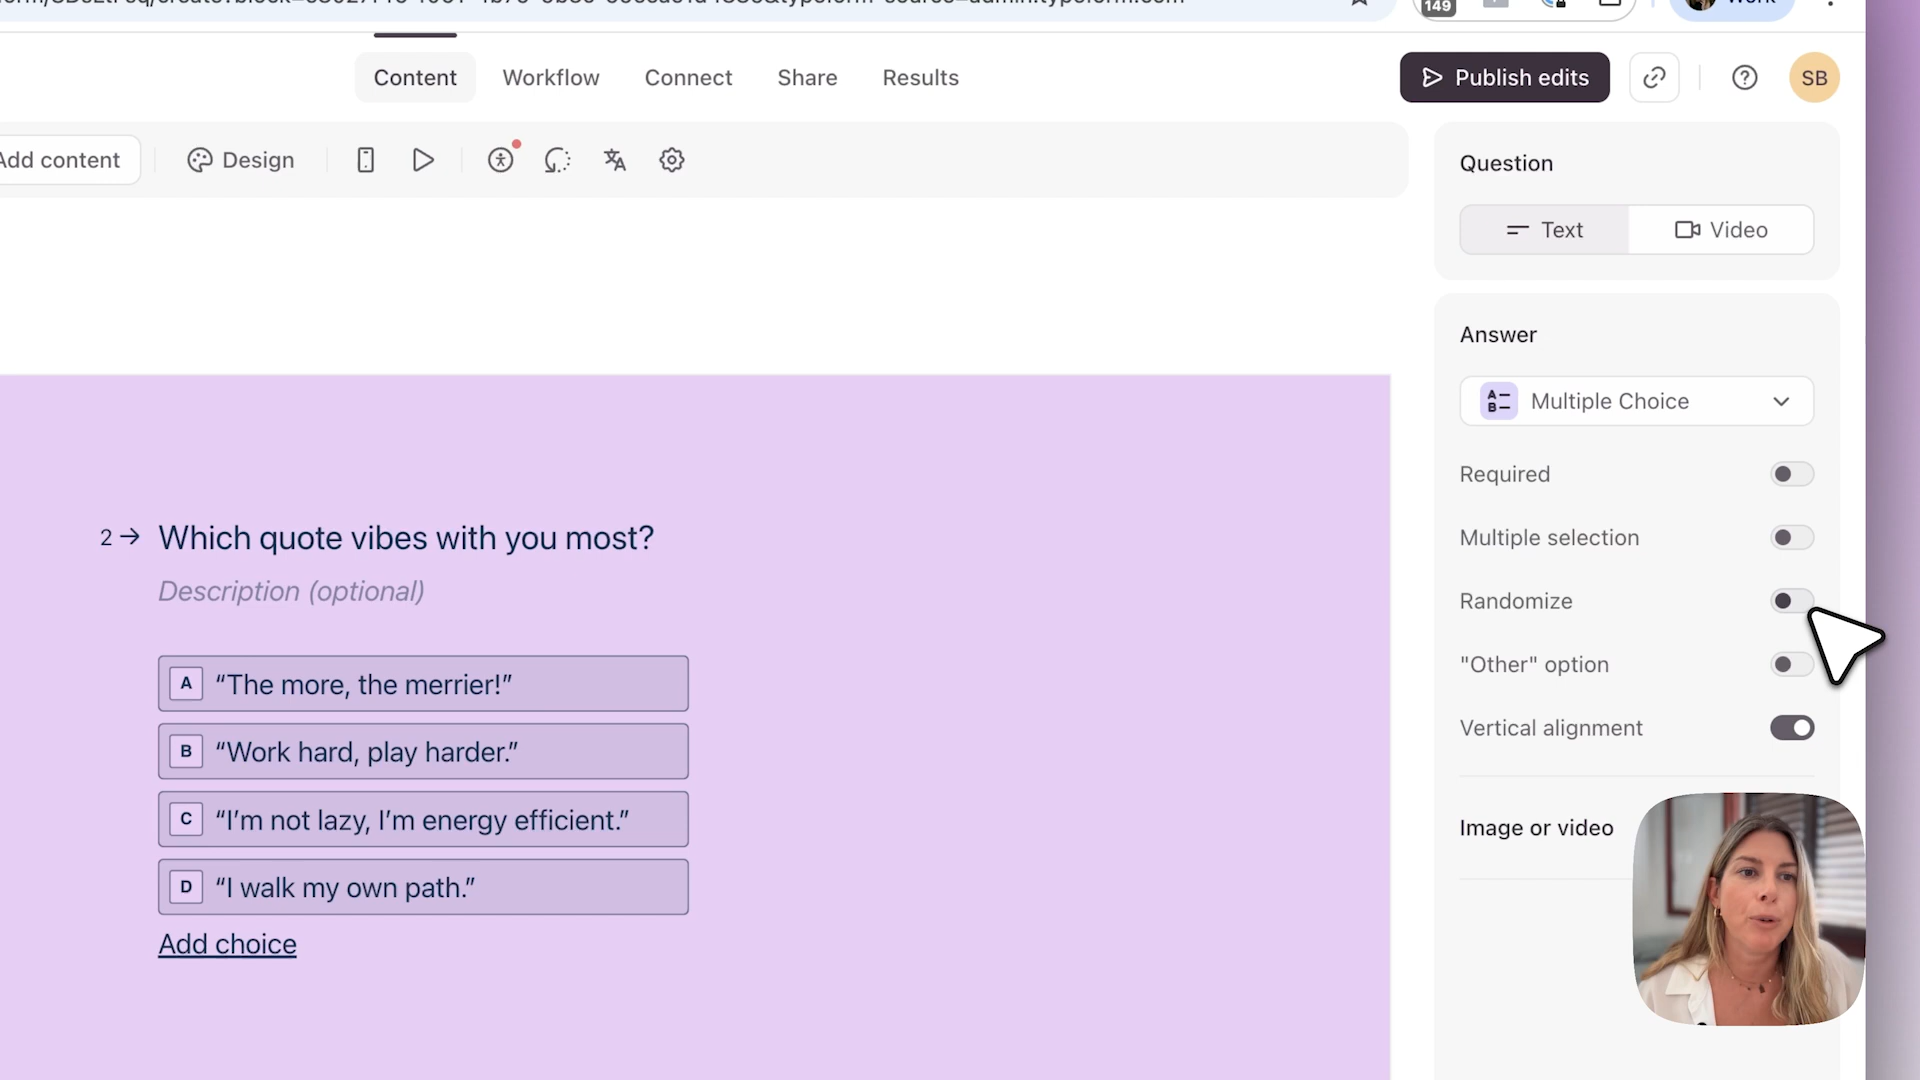 149
Work
Content
Workflow
Connect
Share
Results
Publish edits
SB
Add content
Design
Question
Text
Video
Answer
A
B
Multiple Choice
Required
Multiple selection
Randomize
"Other" option
Vertical alignment
Image or video
2 → Which quote vibes with you most?
Description (optional)
A “The more, the merrier!”
B “Work hard, play harder.”
C “I’m not lazy, I’m energy efficient.”
D “I walk my own path.”
Add choice